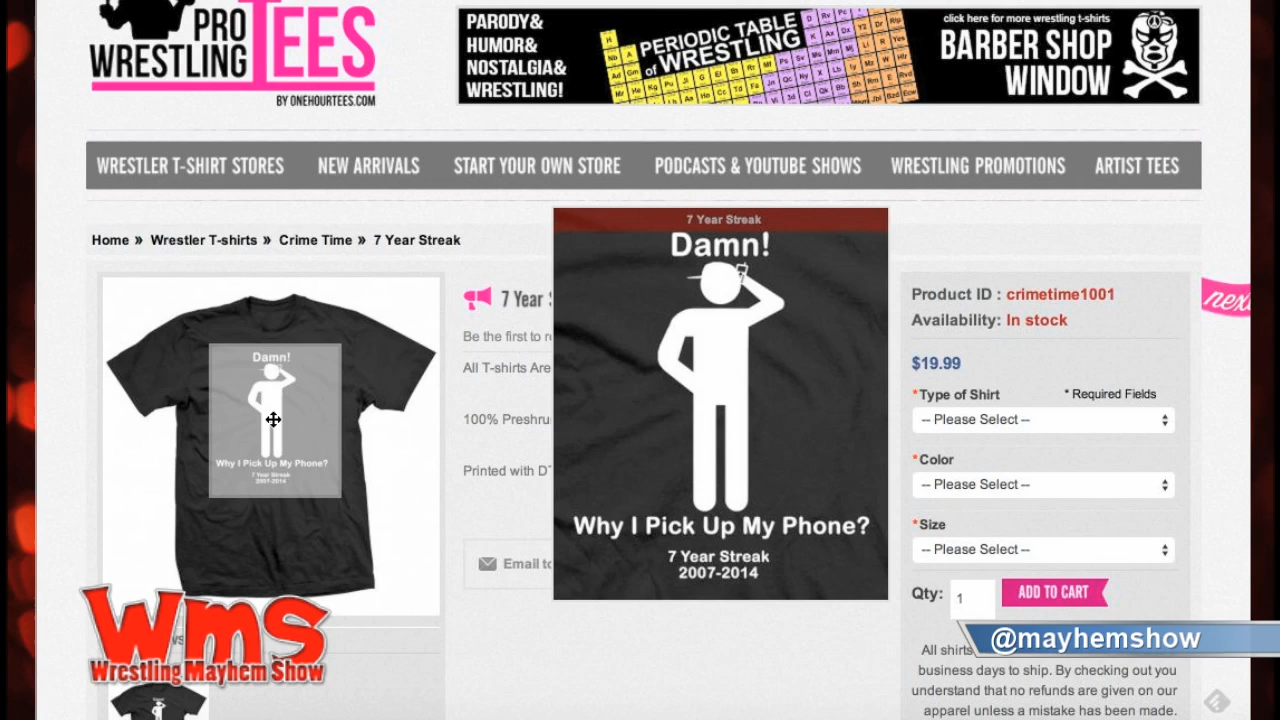 PRO
WRESTLING
TEES
BY ONEHOURTEES.COM
PARODY&
HUMOR&
NOSTALGIA&
WRESTLING!
PERIODIC TABLE
of WRESTLING
click here for more wrestling t-shirts
BARBER SHOP
WINDOW
WRESTLER T-SHIRT STORES NEW ARRIVALS START YOUR OWN STORE PODCASTS & YOUTUBE SHOWS WRESTLING PROMOTIONS ARTIST TEES
Home » Wrestler T-shirts » Crime Time » 7 Year Streak
Damn!
Why I Pick Up My Phone?
7 Year Streak
2007-2014
7 Year
Be the first to
All T-shirts Are
100% Preshru
Printed with
Email to
7 Year Streak
Damn!
Why I Pick Up My Phone?
7 Year Streak
2007-2014
Product ID : crimetime1001
Availability: In stock
$19.99
*Type of Shirt * Required Fields
-- Please Select --
*Color
-- Please Select --
*Size
-- Please Select --
Qty: 1 ADD TO CART
All shirts
business days to ship. By checking out you
understand that no refunds are given on our
apparel unless a mistake has been made.
next
@mayhemshow
WMS
Wrestling Mayhem Show
Damn!